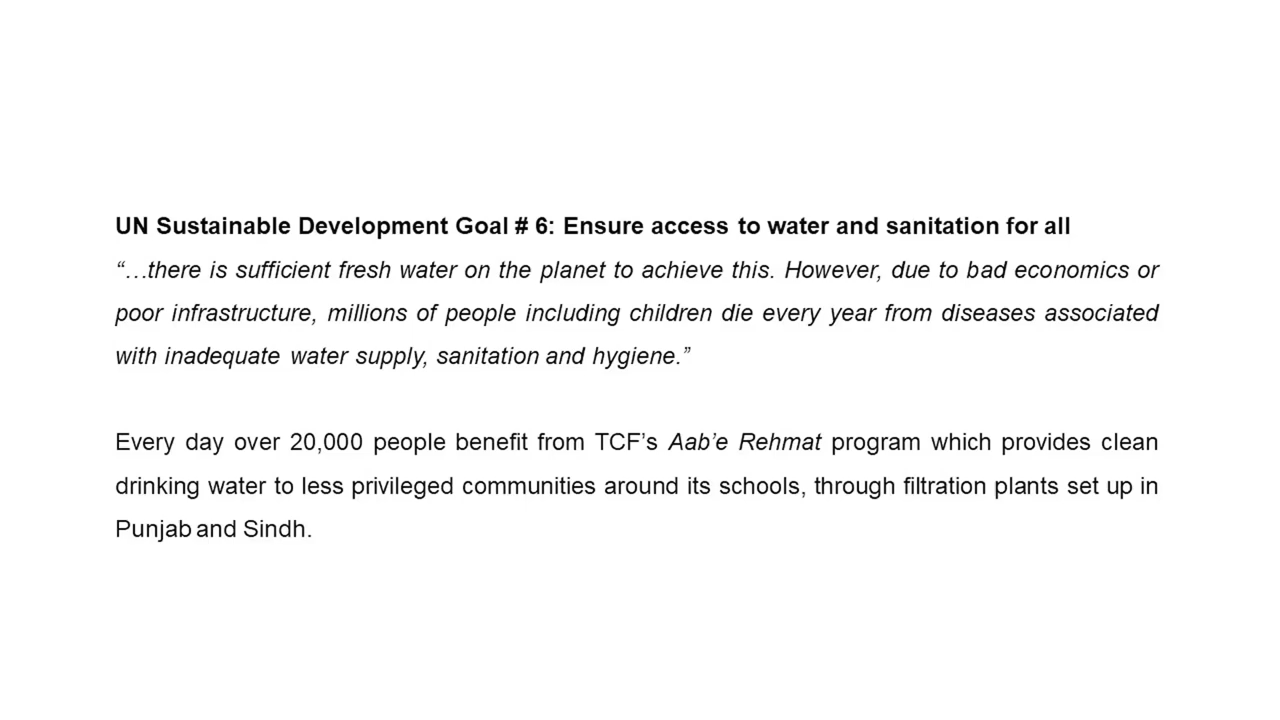 UN Sustainable Development Goal # 6: Ensure access to water and sanitation for all
“…there is sufficient fresh water on the planet to achieve this. However, due to bad economics or
poor infrastructure, millions of people including children die every year from diseases associated
with inadequate water supply, sanitation and hygiene.”
Every day over 20,000 people benefit from TCF’s Aab’e Rehmat program which provides clean
drinking water to less privileged communities around its schools, through filtration plants set up in
Punjab and Sindh.